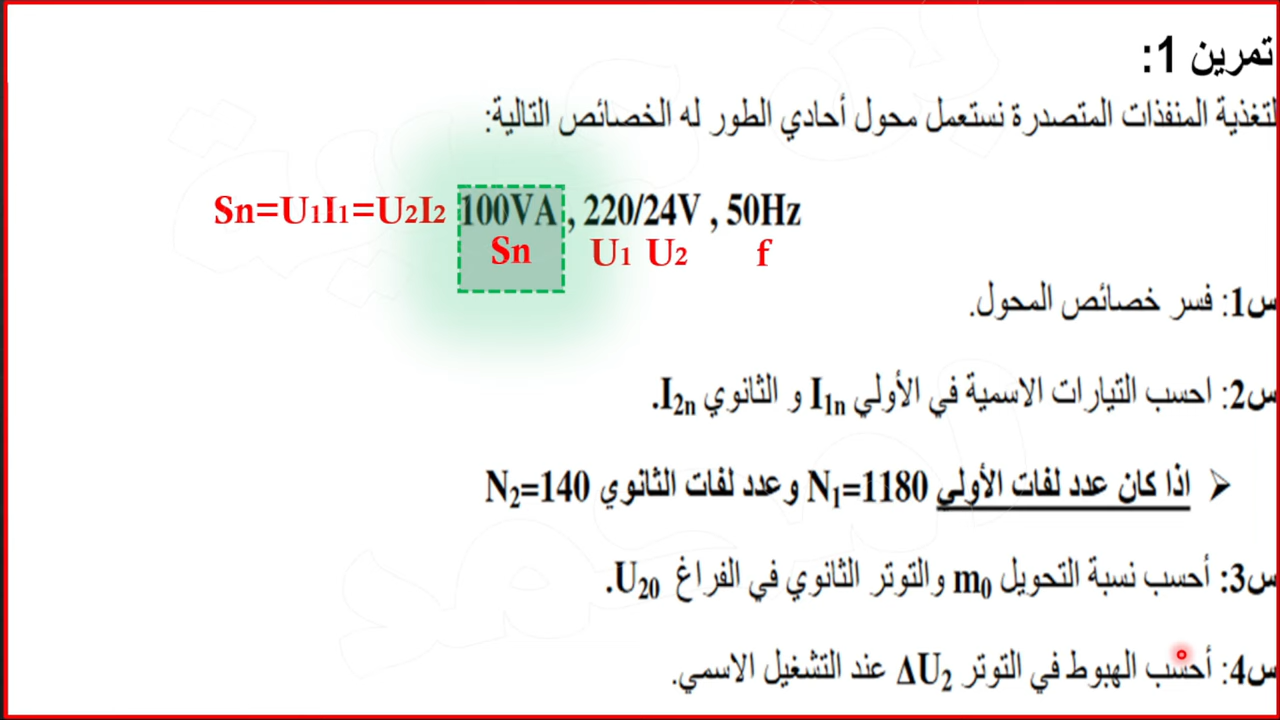 تمرين 1:
لتغذية المنفذات المتصدرة نستعمل محول أحادي الطور له الخصائص التالية:
Sn=U1I1=U2I2 100VA , 220/24V , 50Hz
Sn U1 U2 f
س1: فسر خصائص المحول.
س2: احسب التيارات الاسمية في الأولي I1n و الثانوي I2n.
اذا كان عدد لفات الأولي N1=1180 وعدد لفات الثانوي N2=140
س3: أحسب نسبة التحويل m0 والتوتر الثانوي في الفراغ U20.
س4: أحسب الهبوط في التوتر ΔU2 عند التشغيل الاسمي.